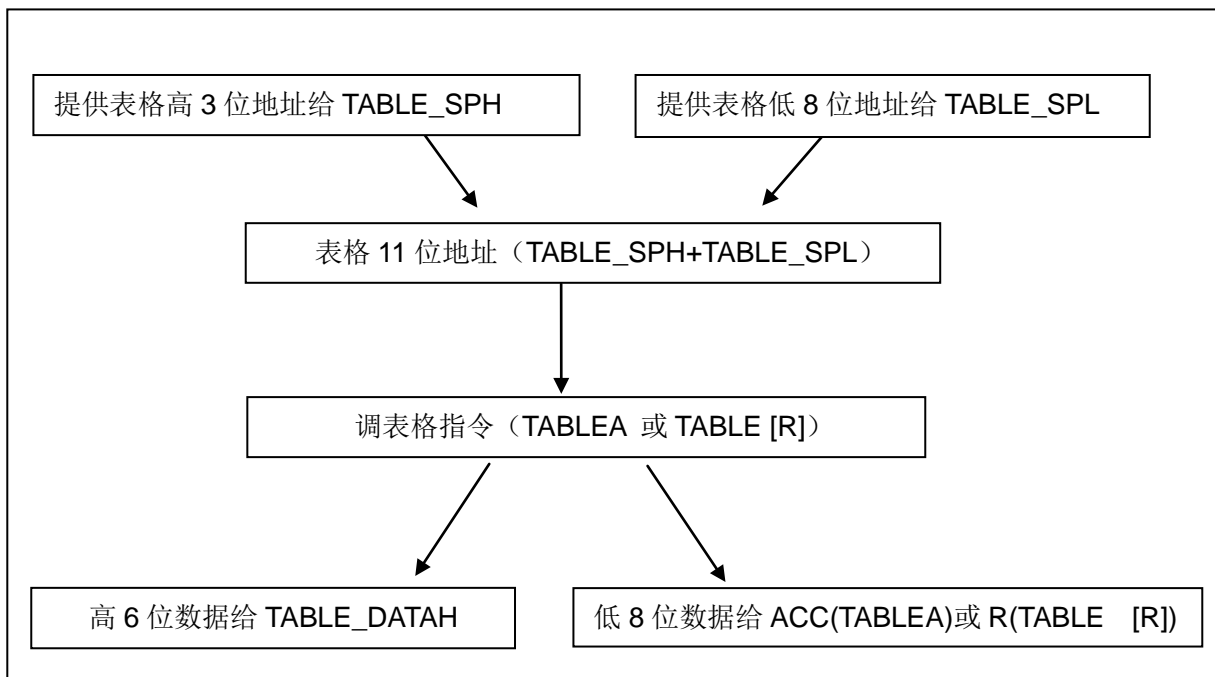 提供表格高 3 位地址给 TABLE_SPH
提供表格低 8 位地址给 TABLE_SPL
表格 11 位地址（TABLE_SPH+TABLE_SPL）
调表格指令（TABLEA 或 TABLE [R]）
高 6 位数据给 TABLE_DATAH
低 8 位数据给 ACC(TABLEA)或 R(TABLE [R])